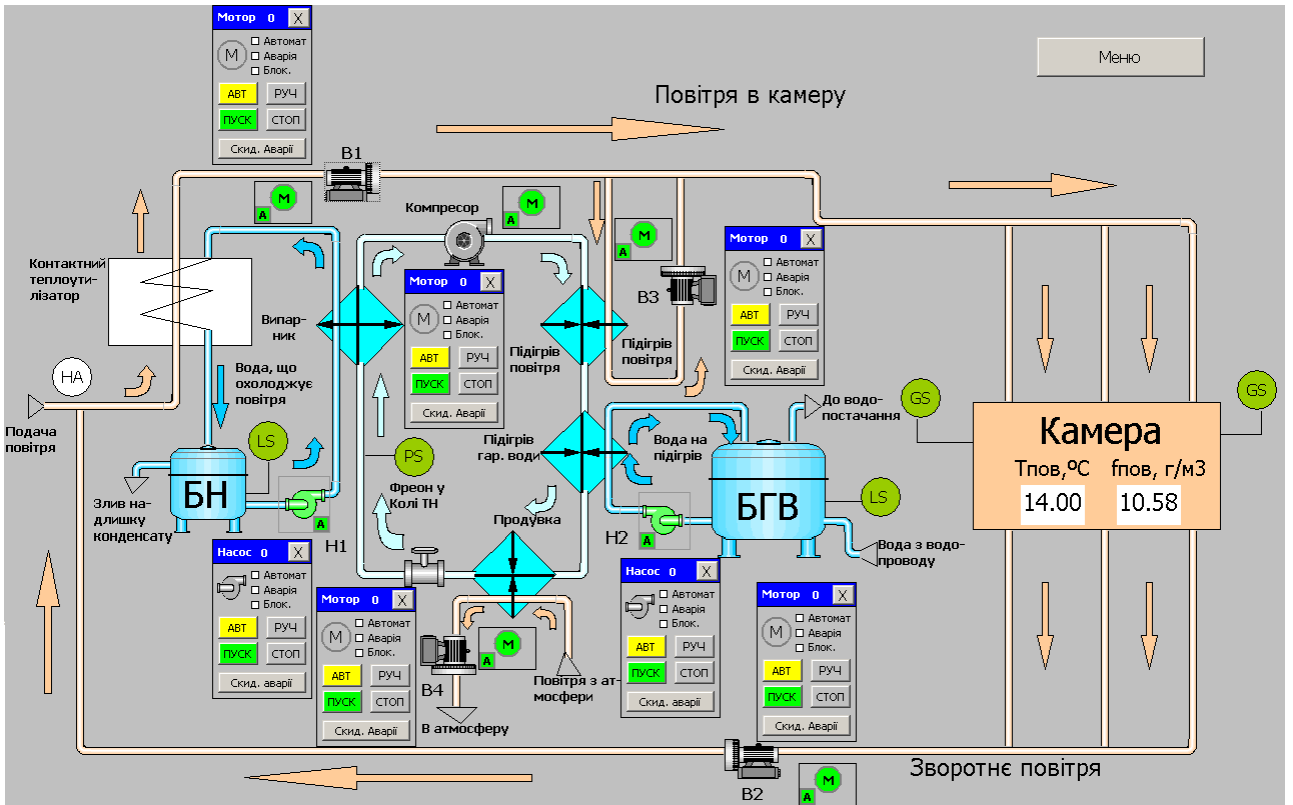 Мотор 0 X
М
Автомат
Аварія
Блок.
АВТ РУЧ
ПУСК СТОП
Скид. Аварії
Меню
Повітря в камеру
В1
М
А
Компресор
М
А
М
А
Контактний
теплоути-
лізатор
Випар-
ник
Мотор 0 X
М
Автомат
Аварія
Блок.
АВТ РУЧ
ПУСК СТОП
Скид. Аварії
Підігрів
повітря
Підігрів
повітря
В3
Мотор 0 X
М
Автомат
Аварія
Блок.
АВТ РУЧ
ПУСК СТОП
Скид. Аварії
НА
Подача
повітря
Вода, що
охолоджує
повітря
LS
БН
Злив на-
длишку
конденсату
А
Н1
PS
Фреон у
Колі ТН
Підігрів
гар. води
Вода на
підігрів
До водо-
постачання
GS
GS
Камера
Тпов,ºС fпов, г/м3
14.00 10.58
БГВ
LS
Н2
А
Вода з водо-
проводу
Продувка
Насос 0 X
Автомат
Аварія
Блок.
АВТ РУЧ
ПУСК СТОП
Скид. аварії
Мотор 0 X
М
Автомат
Аварія
Блок.
АВТ РУЧ
ПУСК СТОП
Скид. Аварії
В4
М
А
Повітря з ат-
мосфери
В атмосферу
Насос 0 X
Автомат
Аварія
Блок.
АВТ РУЧ
ПУСК СТОП
Скид. аварії
Мотор 0 X
М
Автомат
Аварія
Блок.
АВТ РУЧ
ПУСК СТОП
Скид. Аварії
В2
М
А
Зворотнє повітря